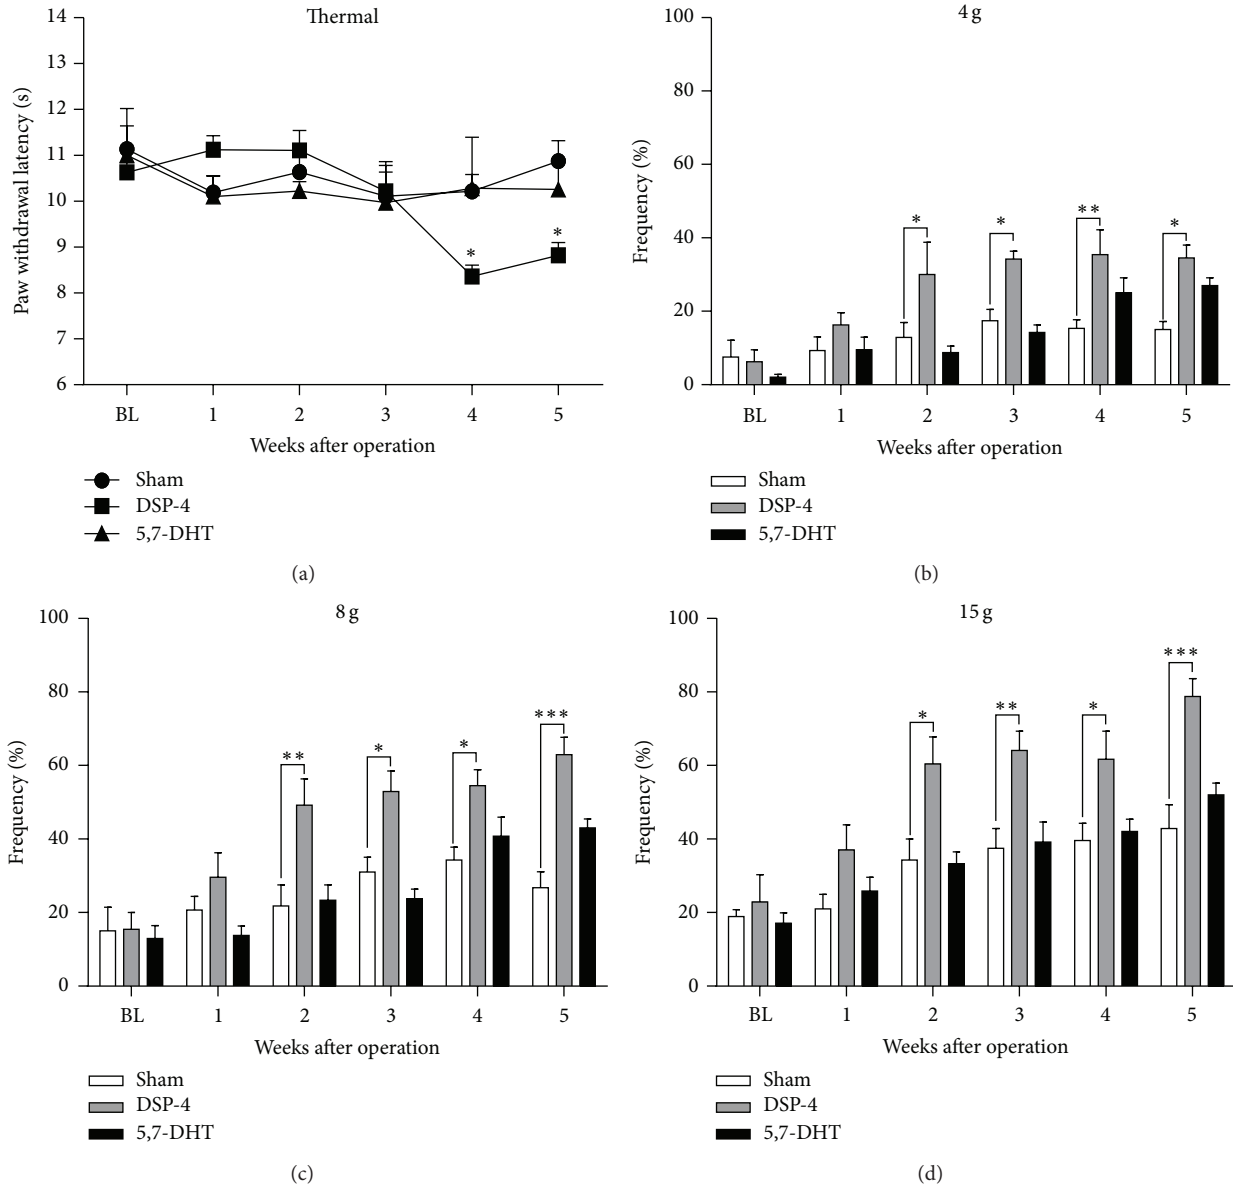 Thermal
14
13
12
11
10
9
8
7
6
Paw withdrawal latency (s)
*
*
BL 1 2 3 4 5
Weeks after operation
Sham
DSP-4
5,7-DHT
(a)
4 g
100
80
60
40
20
0
Frequency (%)
* * ** *
BL 1 2 3 4 5
Weeks after operation
Sham
DSP-4
5,7-DHT
(b)
8 g
100
80
60
40
20
0
Frequency (%)
** * * ***
BL 1 2 3 4 5
Weeks after operation
Sham
DSP-4
5,7-DHT
(c)
15 g
100
80
60
40
20
0
Frequency (%)
* ** * ***
BL 1 2 3 4 5
Weeks after operation
Sham
DSP-4
5,7-DHT
(d)